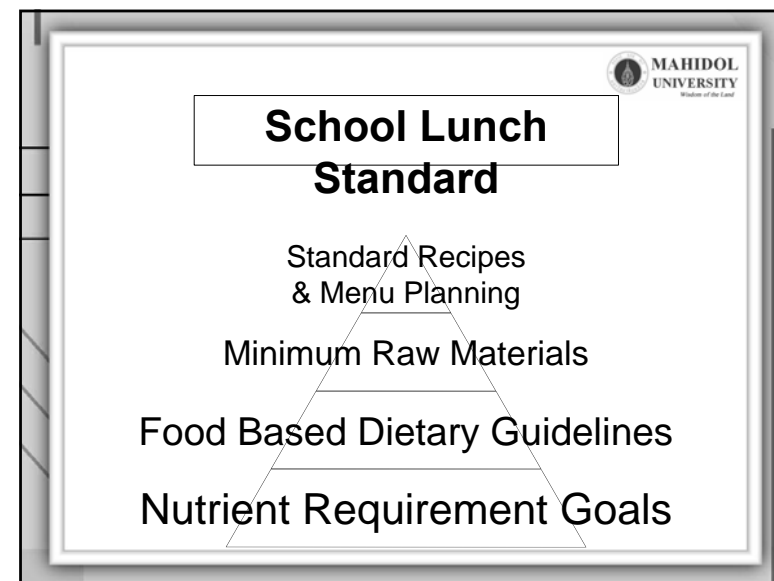 MAHIDOL
UNIVERSITY
Wisdom of the Land
School Lunch
Standard
Standard Recipes
& Menu Planning
Minimum Raw Materials
Food Based Dietary Guidelines
Nutrient Requirement Goals